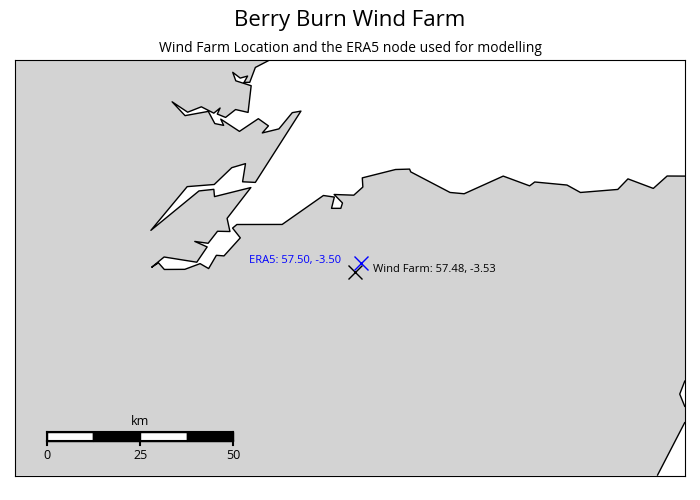 Berry Burn Wind Farm
Wind Farm Location and the ERA5 node used for modelling
ERA5: 57.50, -3.50
Wind Farm: 57.48, -3.53
km
0 25 50